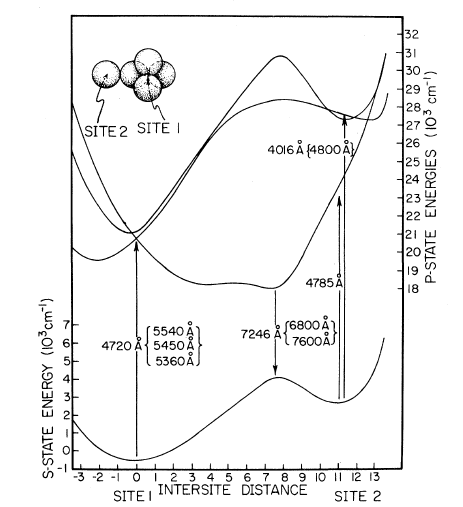 SITE 2 SITE 1
32
31
30
29
28
27
26
25
24
23
22
21
20
19
18
P-STATE ENERGIES (10³ cm⁻¹)
4016 Å {4800 Å}
4785 Å
4720 Å { 5540 Å
5450 Å
5360 Å }
7246 Å { 6800 Å
7600 Å }
7
6
5
4
3
2
1
0
-1
S-STATE ENERGY (10³ cm⁻¹)
-3 -2 -1 0 1 2 3 4 5 6 7 8 9 10 11 12 13
SITE 1 INTERSITE DISTANCE SITE 2